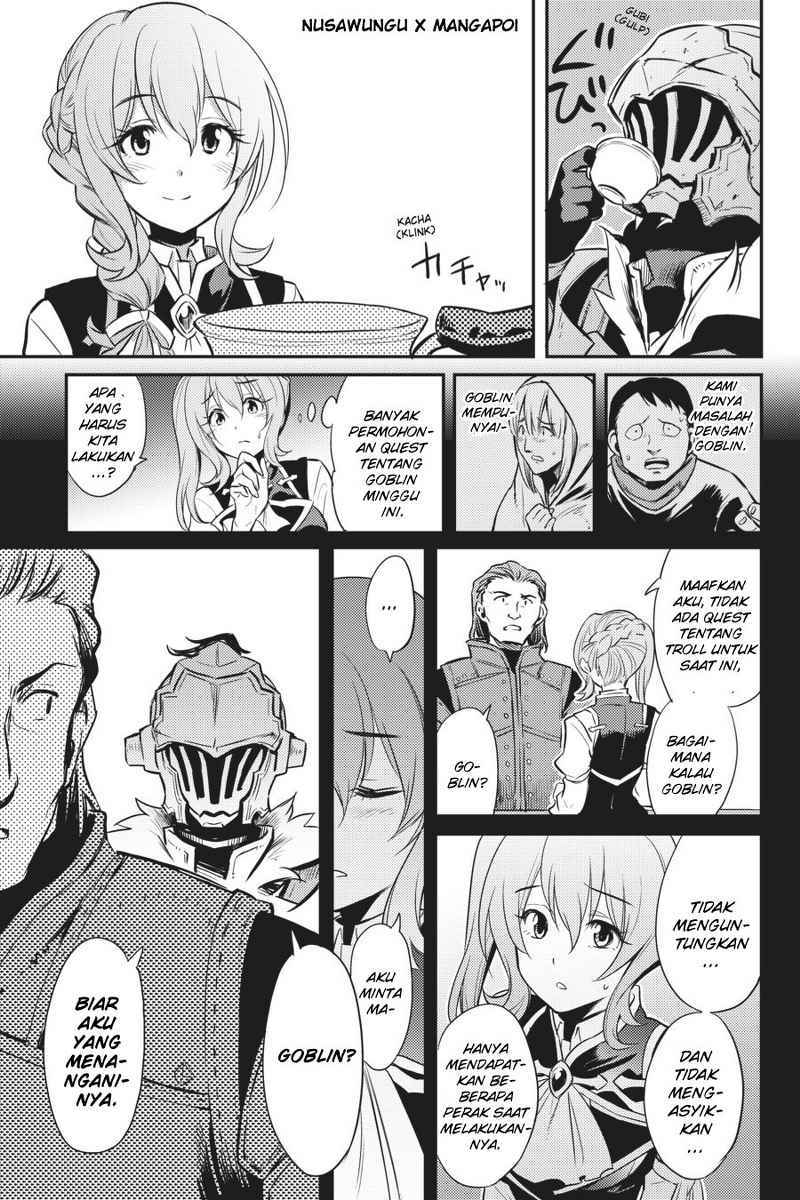 NUSAWUNGU X MANGAPOI
GUBI
(GULP)
ぐびっ
KACHA
(KLINK)
カチャッ
KAMI
PUNYA
MASALAH
DENGAN
GOBLIN.
GOBLIN
MEMPU-
NYAI-
BANYAK
PERMOHON-
AN QUEST
TENTANG
GOBLIN
MINGGU
INI.
APA
YANG
HARUS
KITA
LAKUKAN
...?
MAAFKAN
AKU, TIDAK
ADA QUEST
TENTANG
TROLL UNTUK
SAAT INI,
BAGAI-
MANA
KALAU
GOBLIN?
GO-
BLIN?
TIDAK
MENGUN-
TUNGKAN
...
DAN
TIDAK
MENG-
ASYIK-
KAN
...
HANYA
MENDAPAT-
KAN BE-
BERAPA
PERAK SAAT
MELAKUKAN-
NYA.
...
AKU
MINTA
MA-
GOBLIN?
BIAR
AKU YANG
MENA-
NGANI-
NYA.